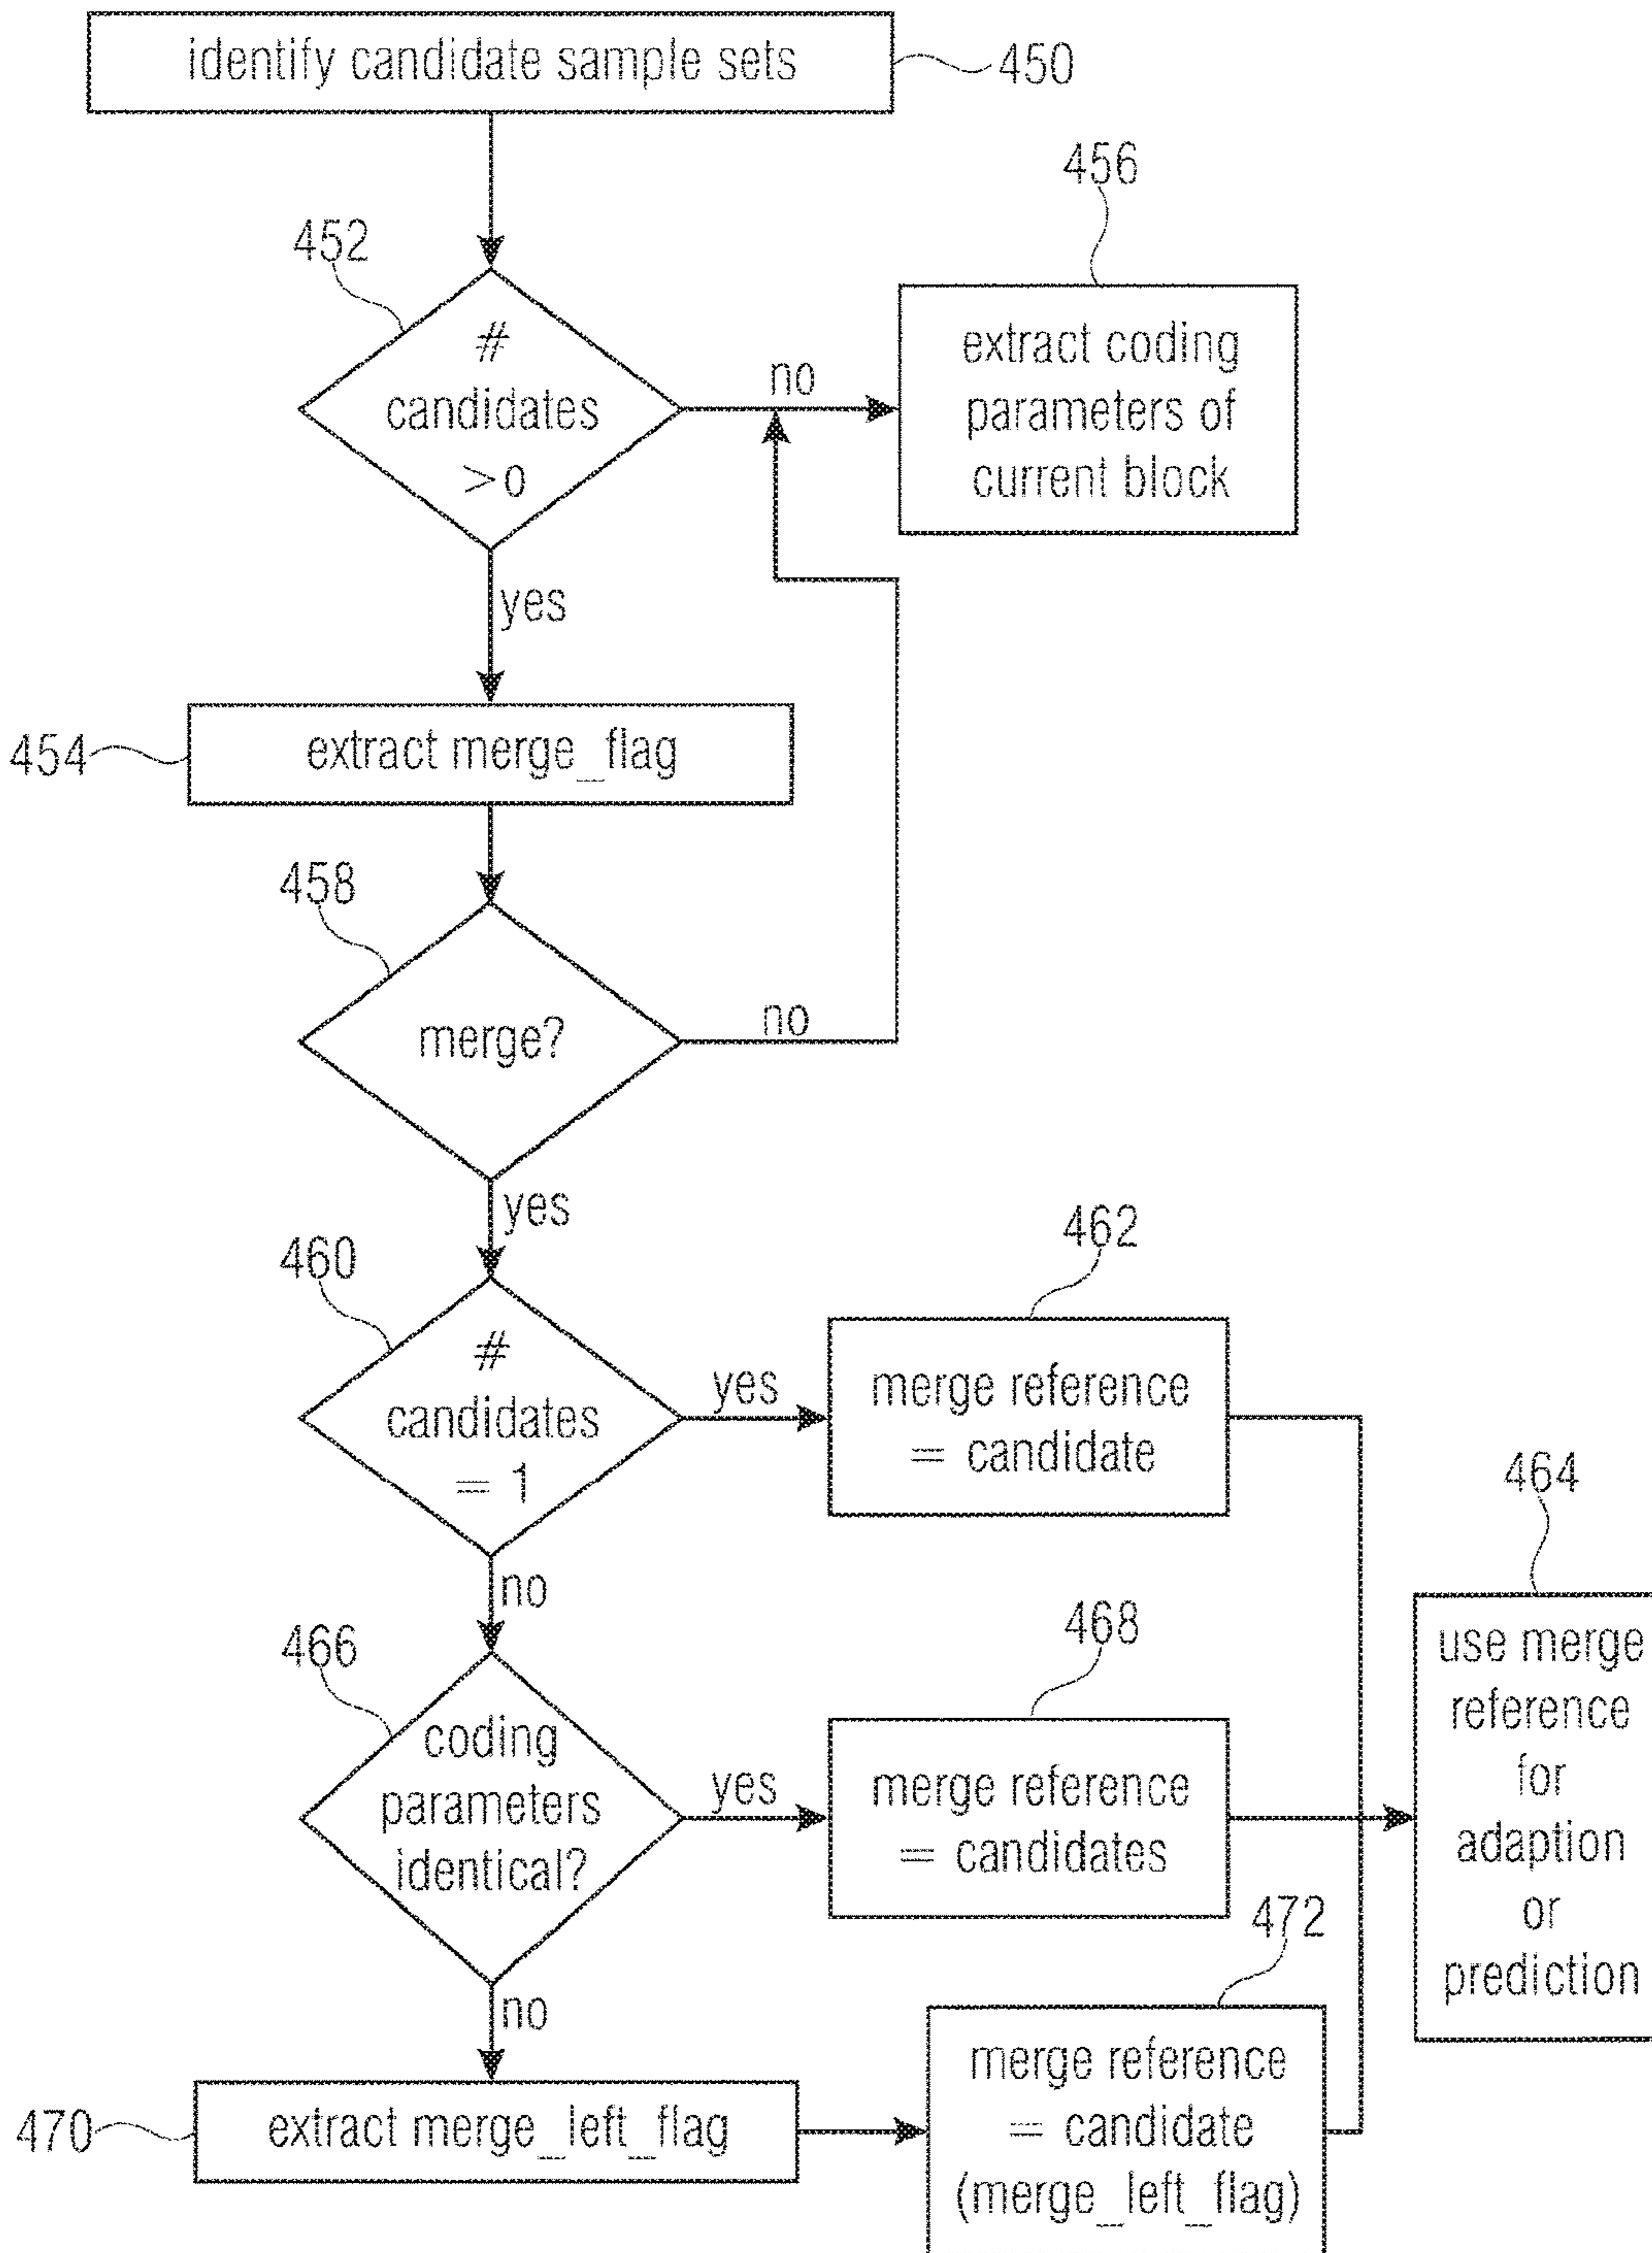 identify candidate sample sets
450
456
452
#
candidates
>0
no
extract coding
parameters of
current block
yes
454
extract merge_flag
458
merge?
no
yes
460
462
#
candidates
= 1
yes
merge reference
= candidate
464
no
466
468
coding
parameters
identical?
yes
merge reference
= candidates
use merge
reference
for
adaption
or
prediction
472
no
470
extract merge_left_flag
merge reference
= candidate
(merge_left_flag)